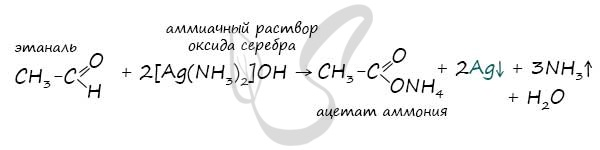 аммиачный раствор
этаналь оксида серебра
CH₃-C=O H + 2[Ag(NH₃)₂]OH → CH₃-C=O ONH₄ + 2Ag↓ + 3NH₃↑
+ H₂O
ацетат аммония